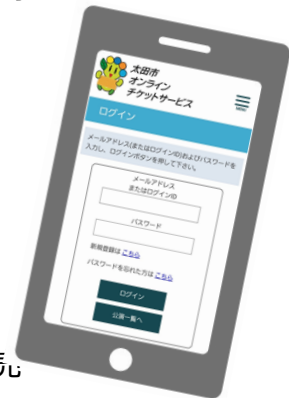 太田市
オンライン
チケットサービス
MENU
ログイン
メールアドレス(またはログインID)およびパスワードを
入力し、ログインボタンを押して下さい。
メールアドレス
またはログインID
パスワード
新規登録は こちら
パスワードを忘れた方は こちら
ログイン
公演一覧へ